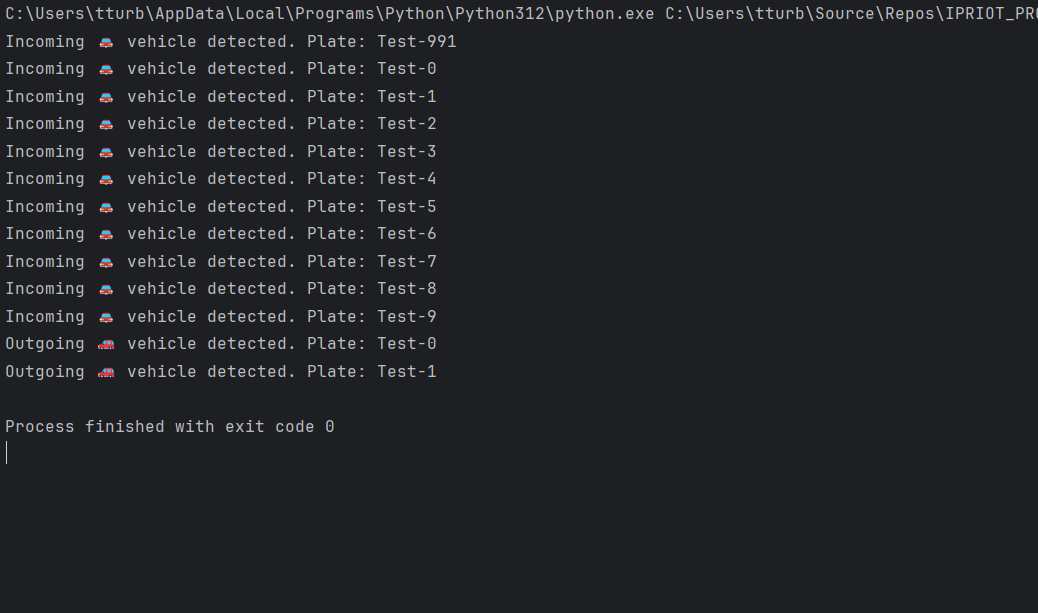 C:\Users\tturb\AppData\Local\Programs\Python\Python312\python.exe C:\Users\tturb\Source\Repos\IPRIOT_PR
Incoming 🚘 vehicle detected. Plate: Test-991
Incoming 🚘 vehicle detected. Plate: Test-0
Incoming 🚘 vehicle detected. Plate: Test-1
Incoming 🚘 vehicle detected. Plate: Test-2
Incoming 🚘 vehicle detected. Plate: Test-3
Incoming 🚘 vehicle detected. Plate: Test-4
Incoming 🚘 vehicle detected. Plate: Test-5
Incoming 🚘 vehicle detected. Plate: Test-6
Incoming 🚘 vehicle detected. Plate: Test-7
Incoming 🚘 vehicle detected. Plate: Test-8
Incoming 🚘 vehicle detected. Plate: Test-9
Outgoing 🚗 vehicle detected. Plate: Test-0
Outgoing 🚗 vehicle detected. Plate: Test-1
Process finished with exit code 0